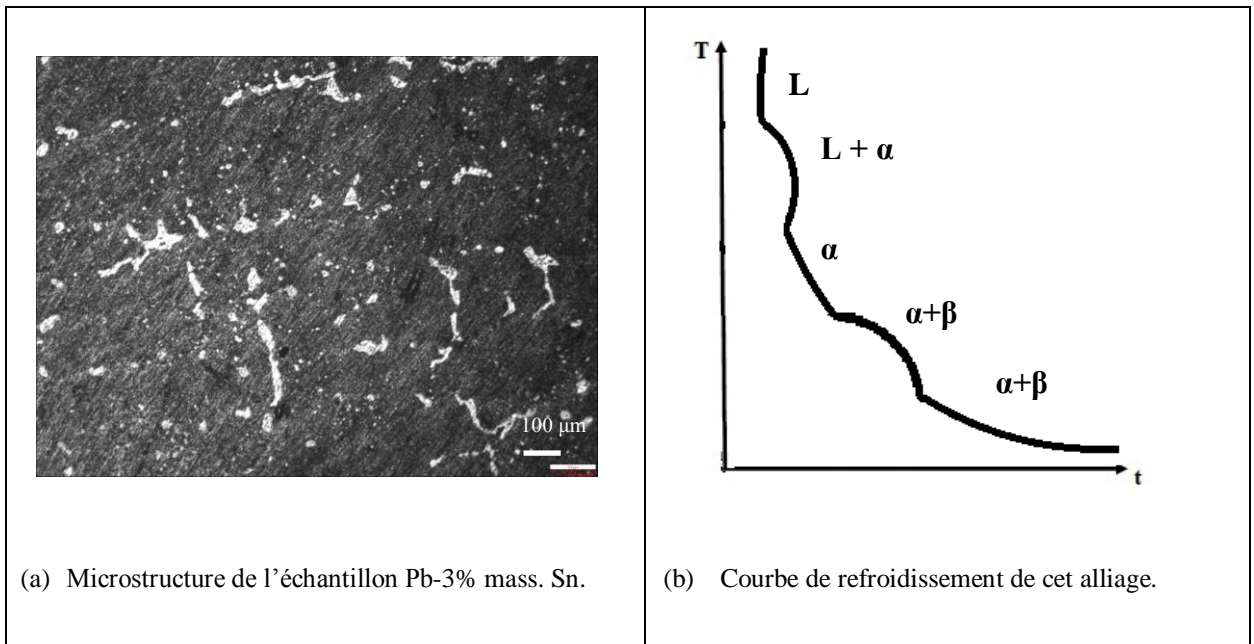 100 µm
T
L
L + α
α
α+β
α+β
t
(a) Microstructure de l’échantillon Pb-3% mass. Sn.
(b) Courbe de refroidissement de cet alliage.